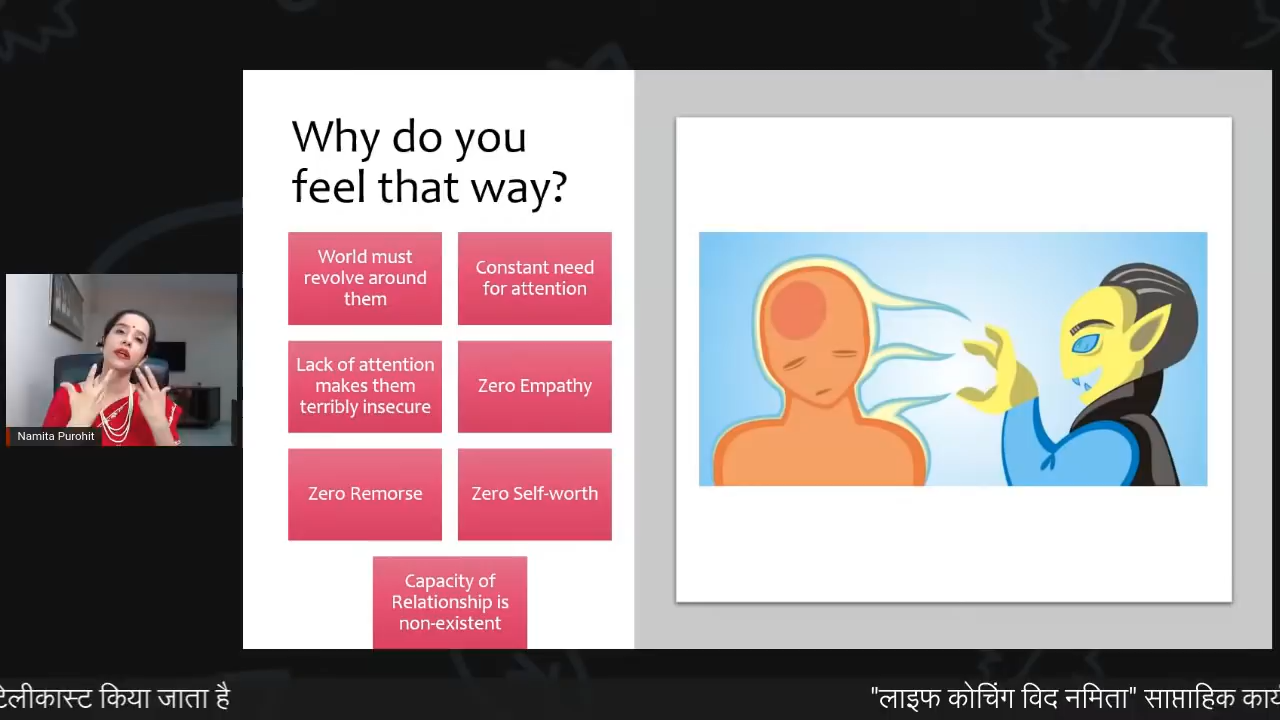 Why do you
feel that way?
World must
revolve around
them
Constant need
for attention
Lack of attention
makes them
terribly insecure
Zero Empathy
Zero Remorse
Zero Self-worth
Capacity of
Relationship is
non-existent
Namita Purohit
टेलीकास्ट किया जाता है
"लाइफ कोचिंग विद नमिता" साप्ताहिक